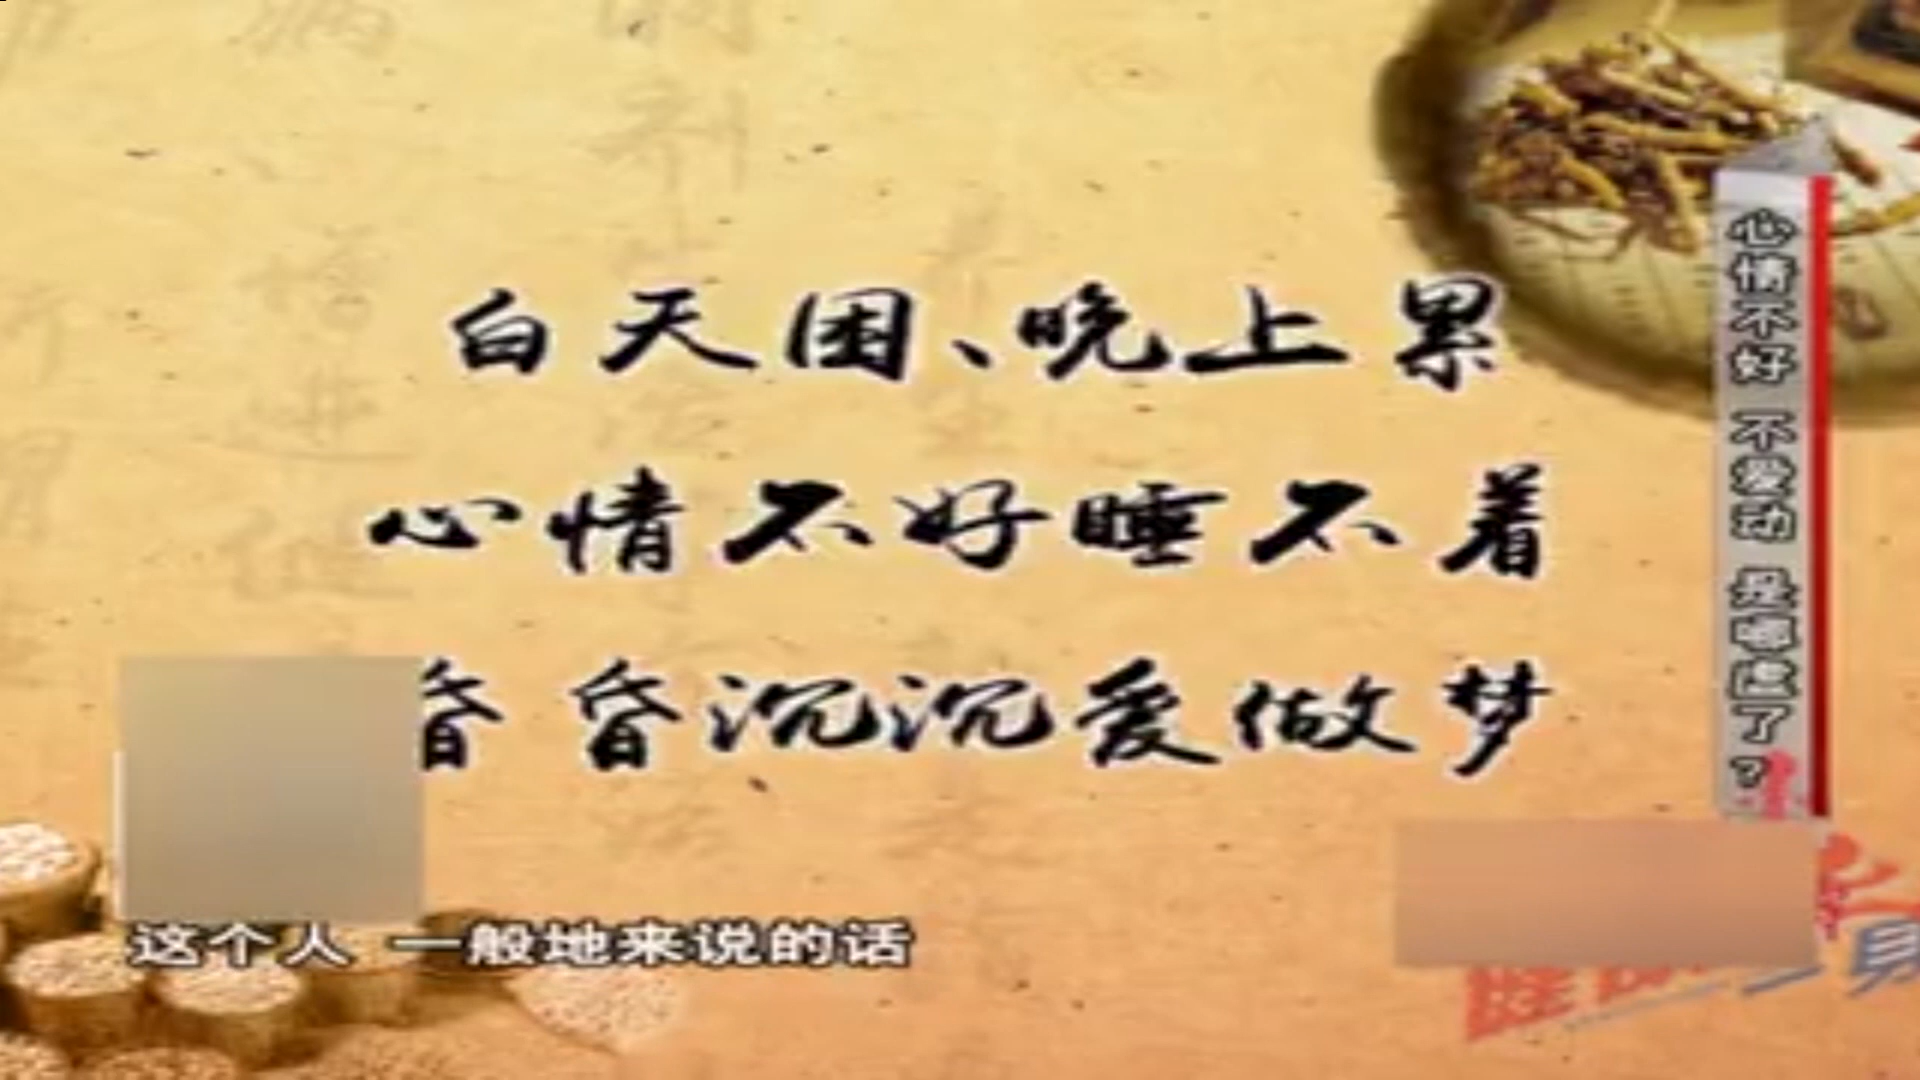 白天困、晚上累
心情不好睡不着
昏昏沉沉爱做梦
心情不好 不爱动 是哪虚了?
这个人 一般地来说的话